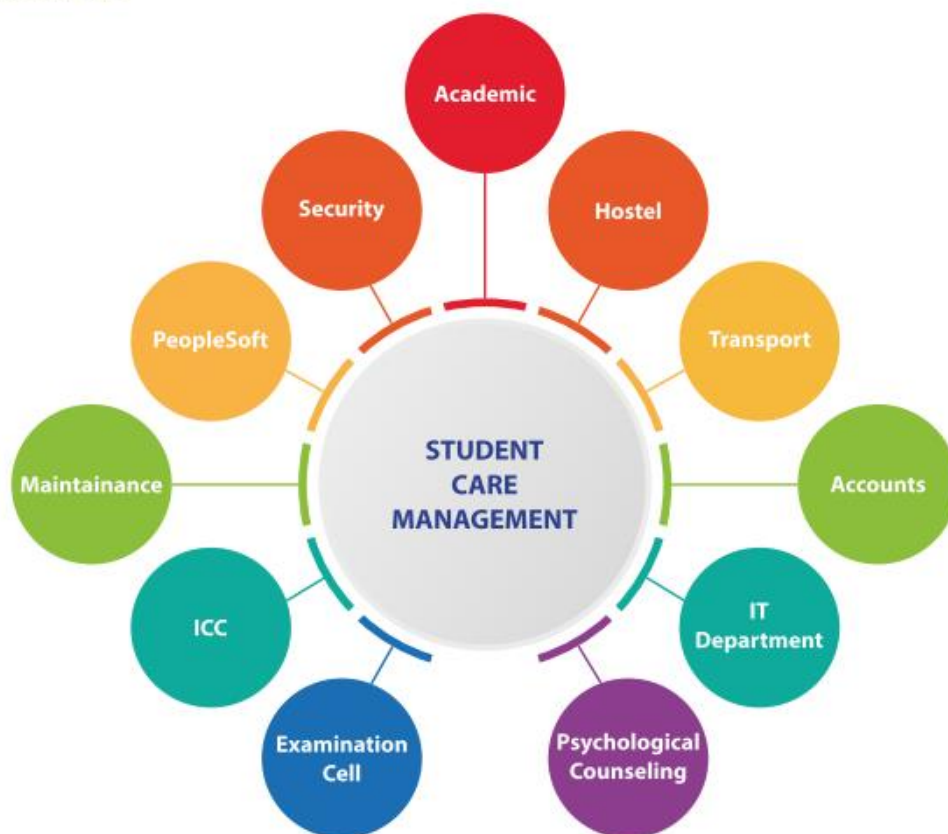 Academic
Security
Hostel
PeopleSoft
Transport
STUDENT
CARE
MANAGEMENT
Maintainance
Accounts
ICC
IT
Department
Examination
Cell
Psychological
Counseling